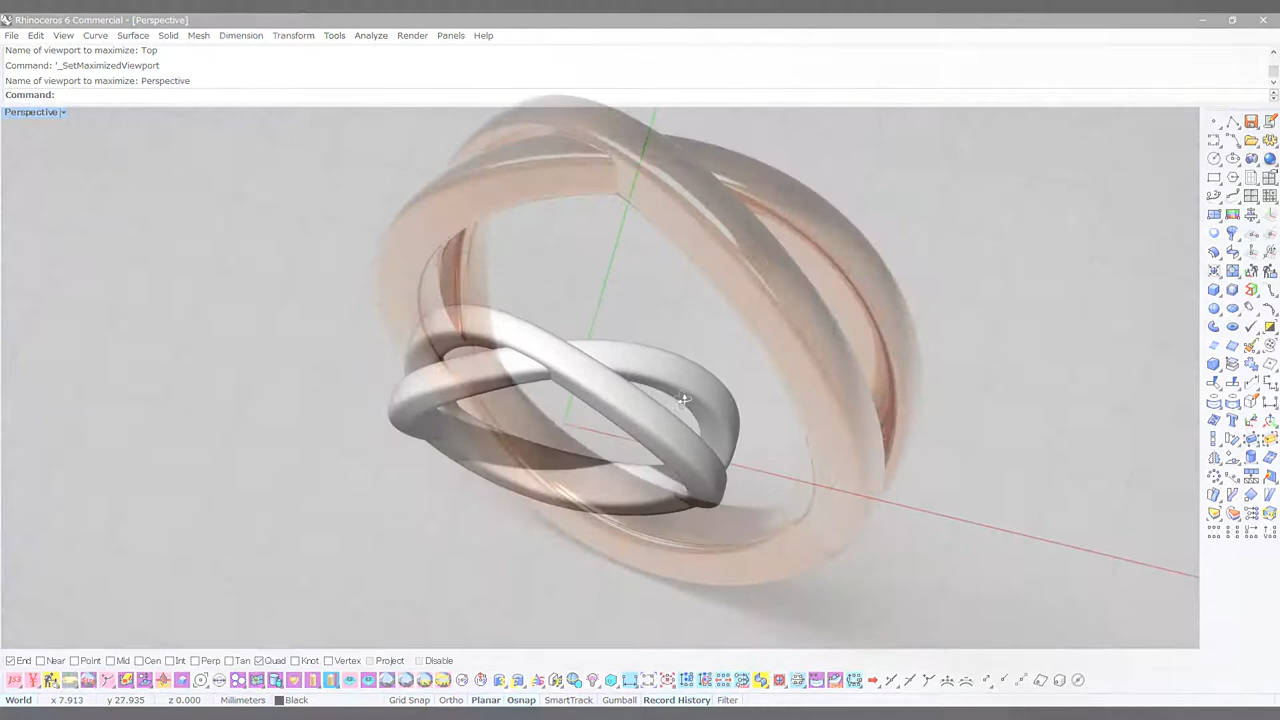 Rhinoceros 6 Commercial - [Perspective]
File Edit View Curve Surface Solid Mesh Dimension Transform Tools Analyze Render Panels Help
Name of viewport to maximize: Top
Command: '_SetMaximizedViewport
Name of viewport to maximize: Perspective
Command:
Perspective
End Near Point Mid Cen Int Perp Tan Quad Knot Vertex Project Disable
World x 7.913 y 27.935 z 0.000 Millimeters Black Grid Snap Ortho Planar Osnap SmartTrack Gumball Record History Filter